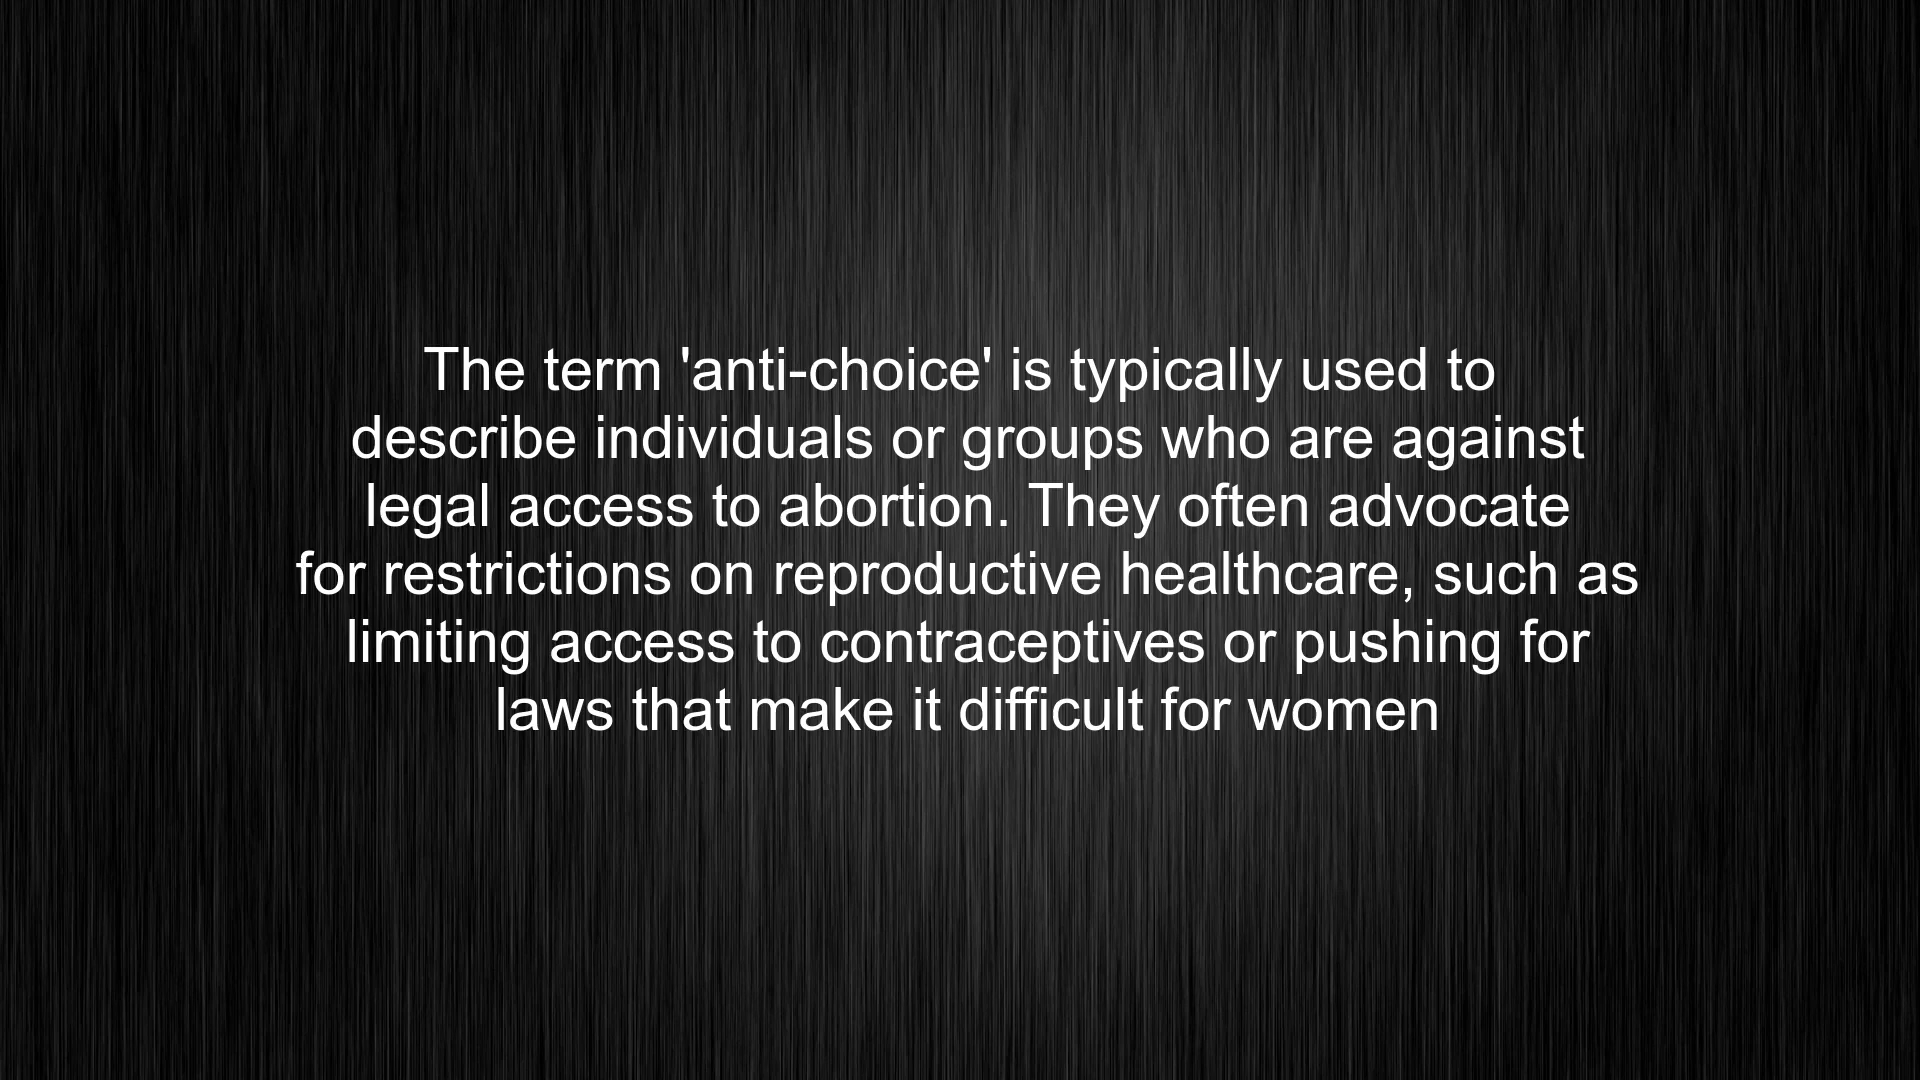 The term 'anti-choice' is typically used to
describe individuals or groups who are against
legal access to abortion. They often advocate
for restrictions on reproductive healthcare, such as
limiting access to contraceptives or pushing for
laws that make it difficult for women